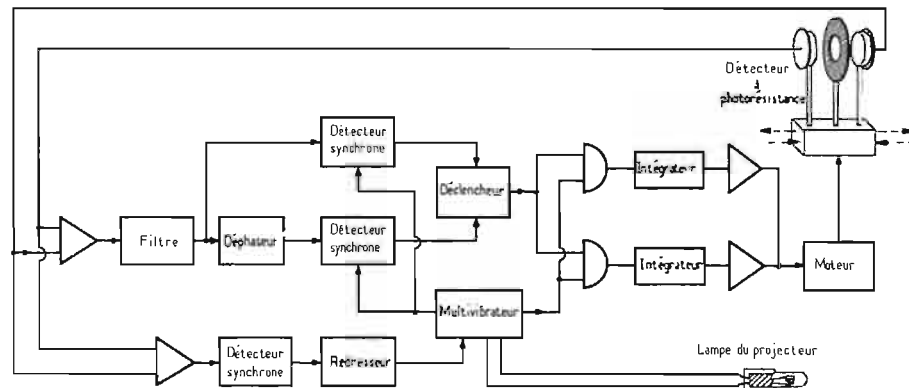 Détecteur
à
photorésistance
Détecteur
synchrone
Déclencheur
Intégrateur
Filtre
Déphaseur
Détecteur
synchrone
Intégrateur
Moteur
Multivibrateur
Détecteur
synchrone
Redresseur
Lampe du projecteur